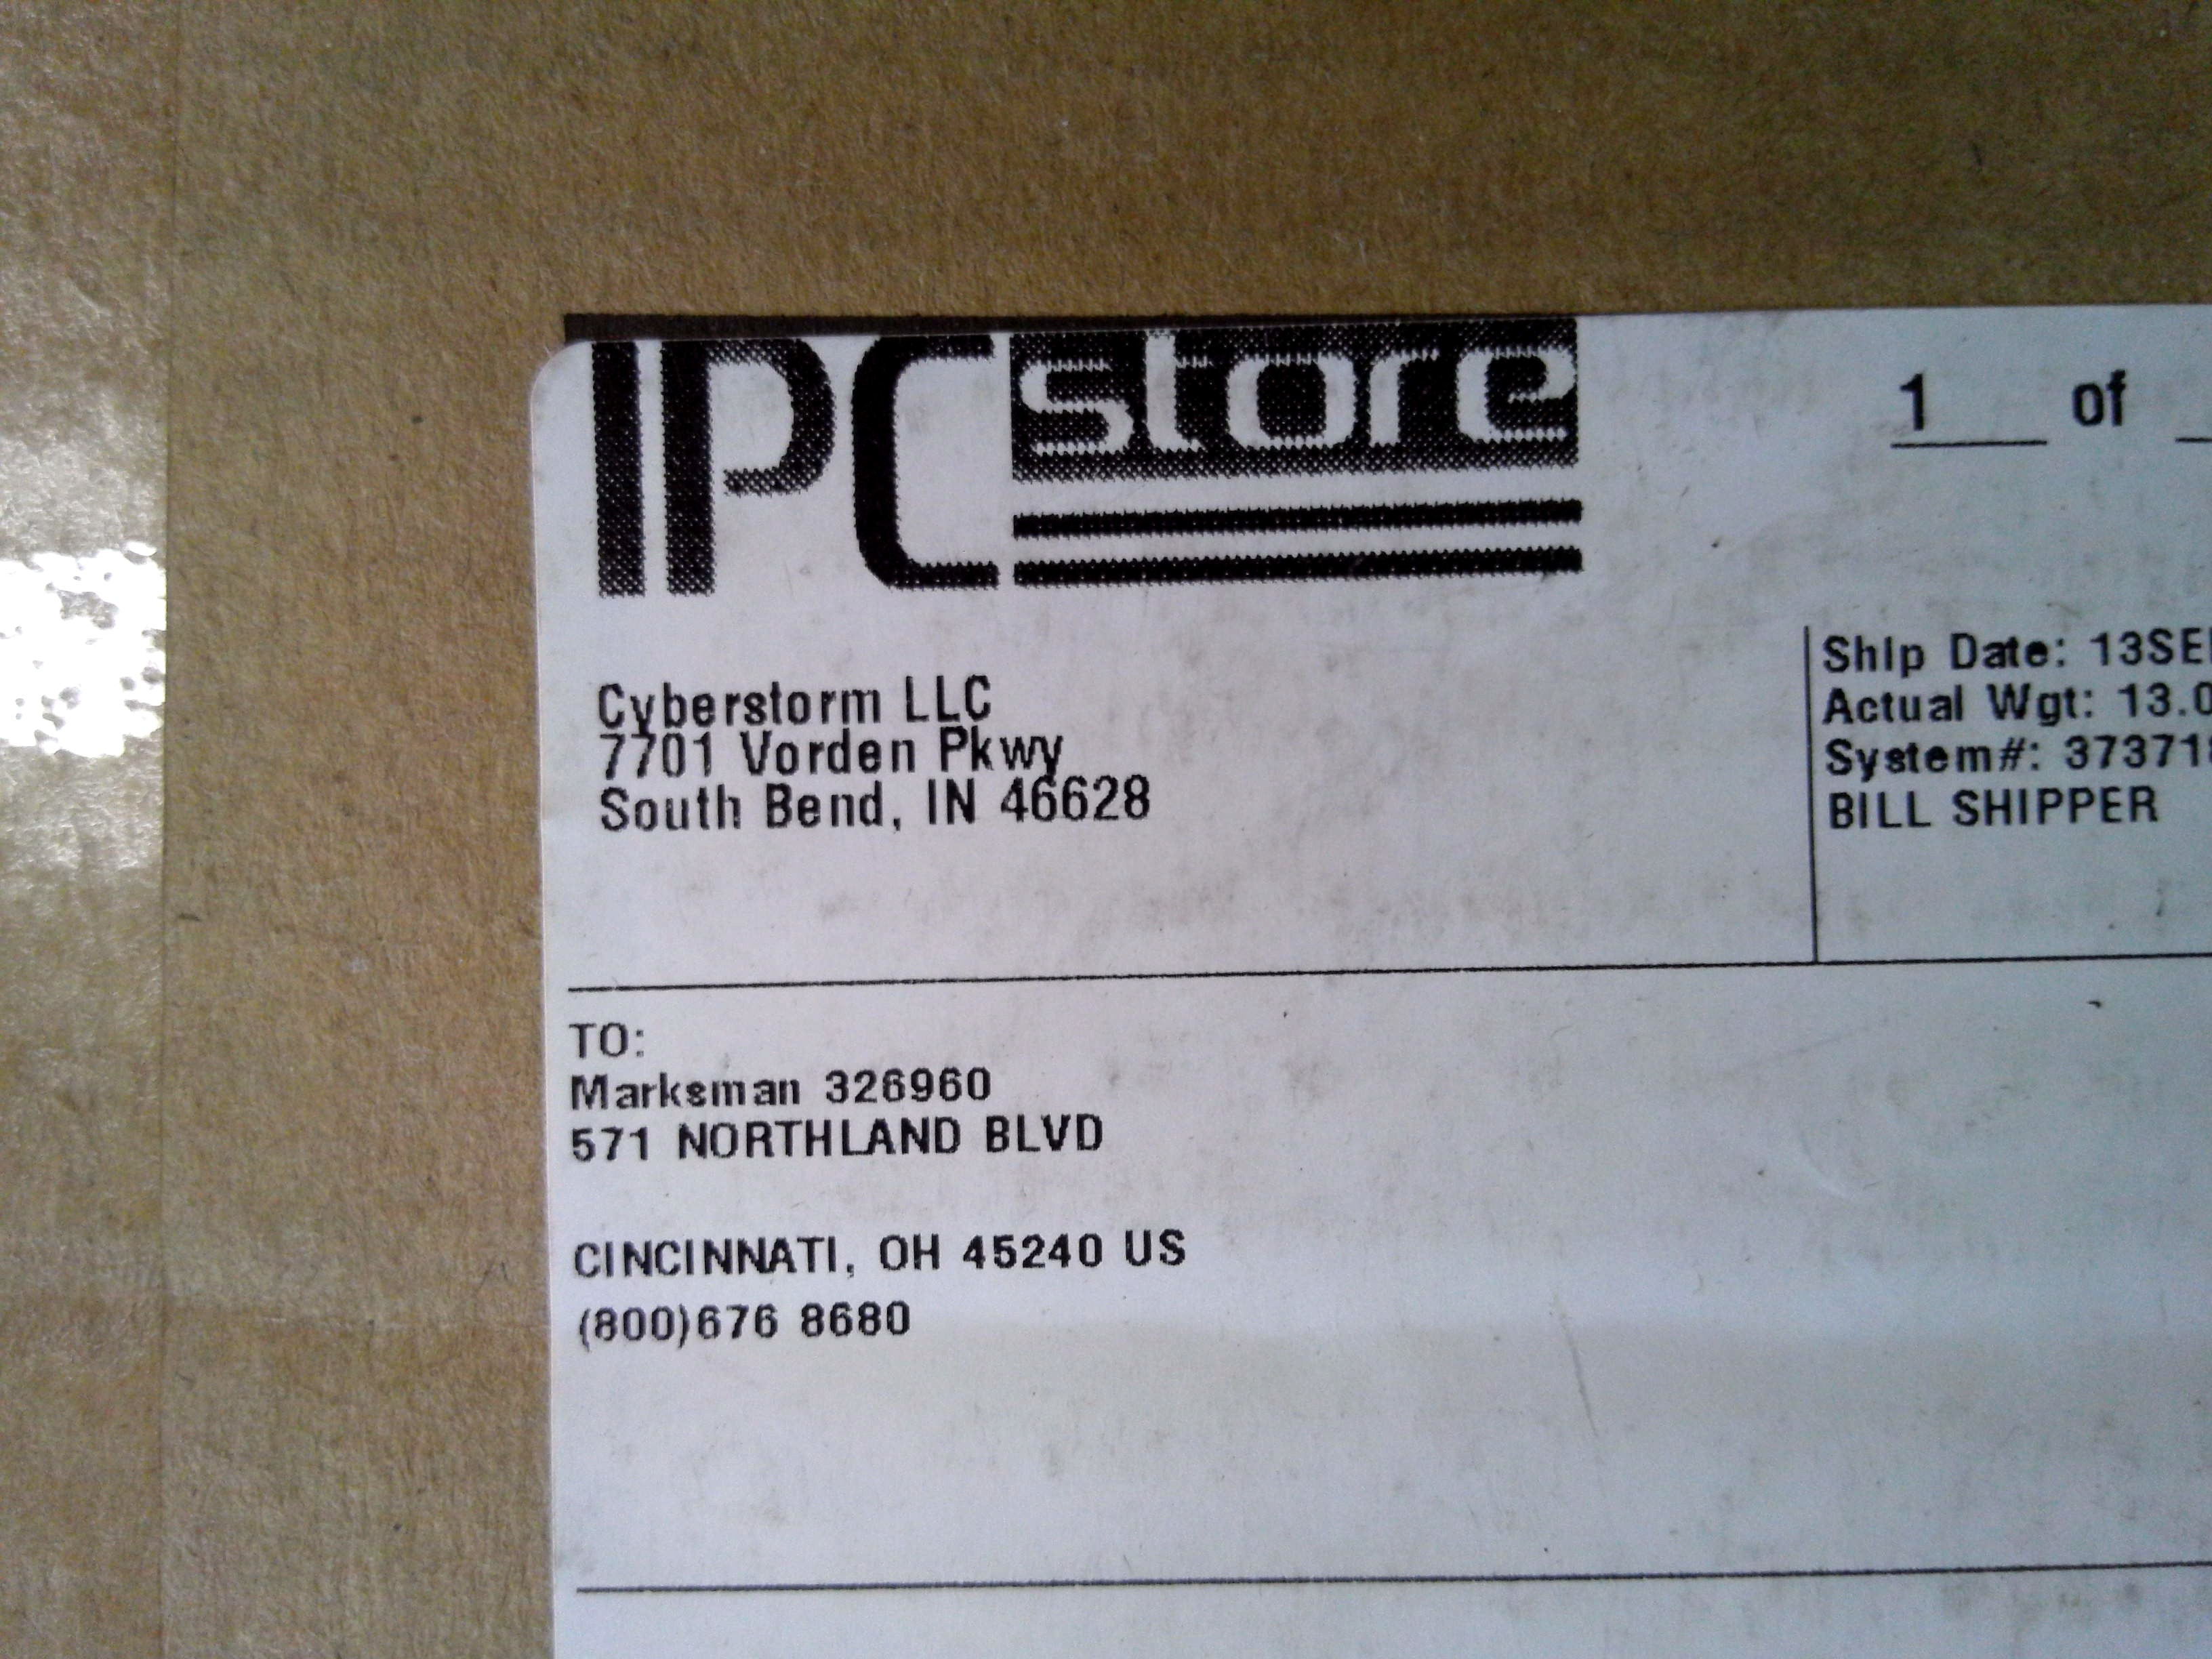 IPC store
1 of
Cyberstorm LLC
7701 Vorden Pkwy
South Bend, IN 46628
Ship Date: 13SE
Actual Wgt: 13.0
System#: 373718
BILL SHIPPER
TO:
Marksman 326960
571 NORTHLAND BLVD
CINCINNATI, OH 45240 US
(800)676 8680